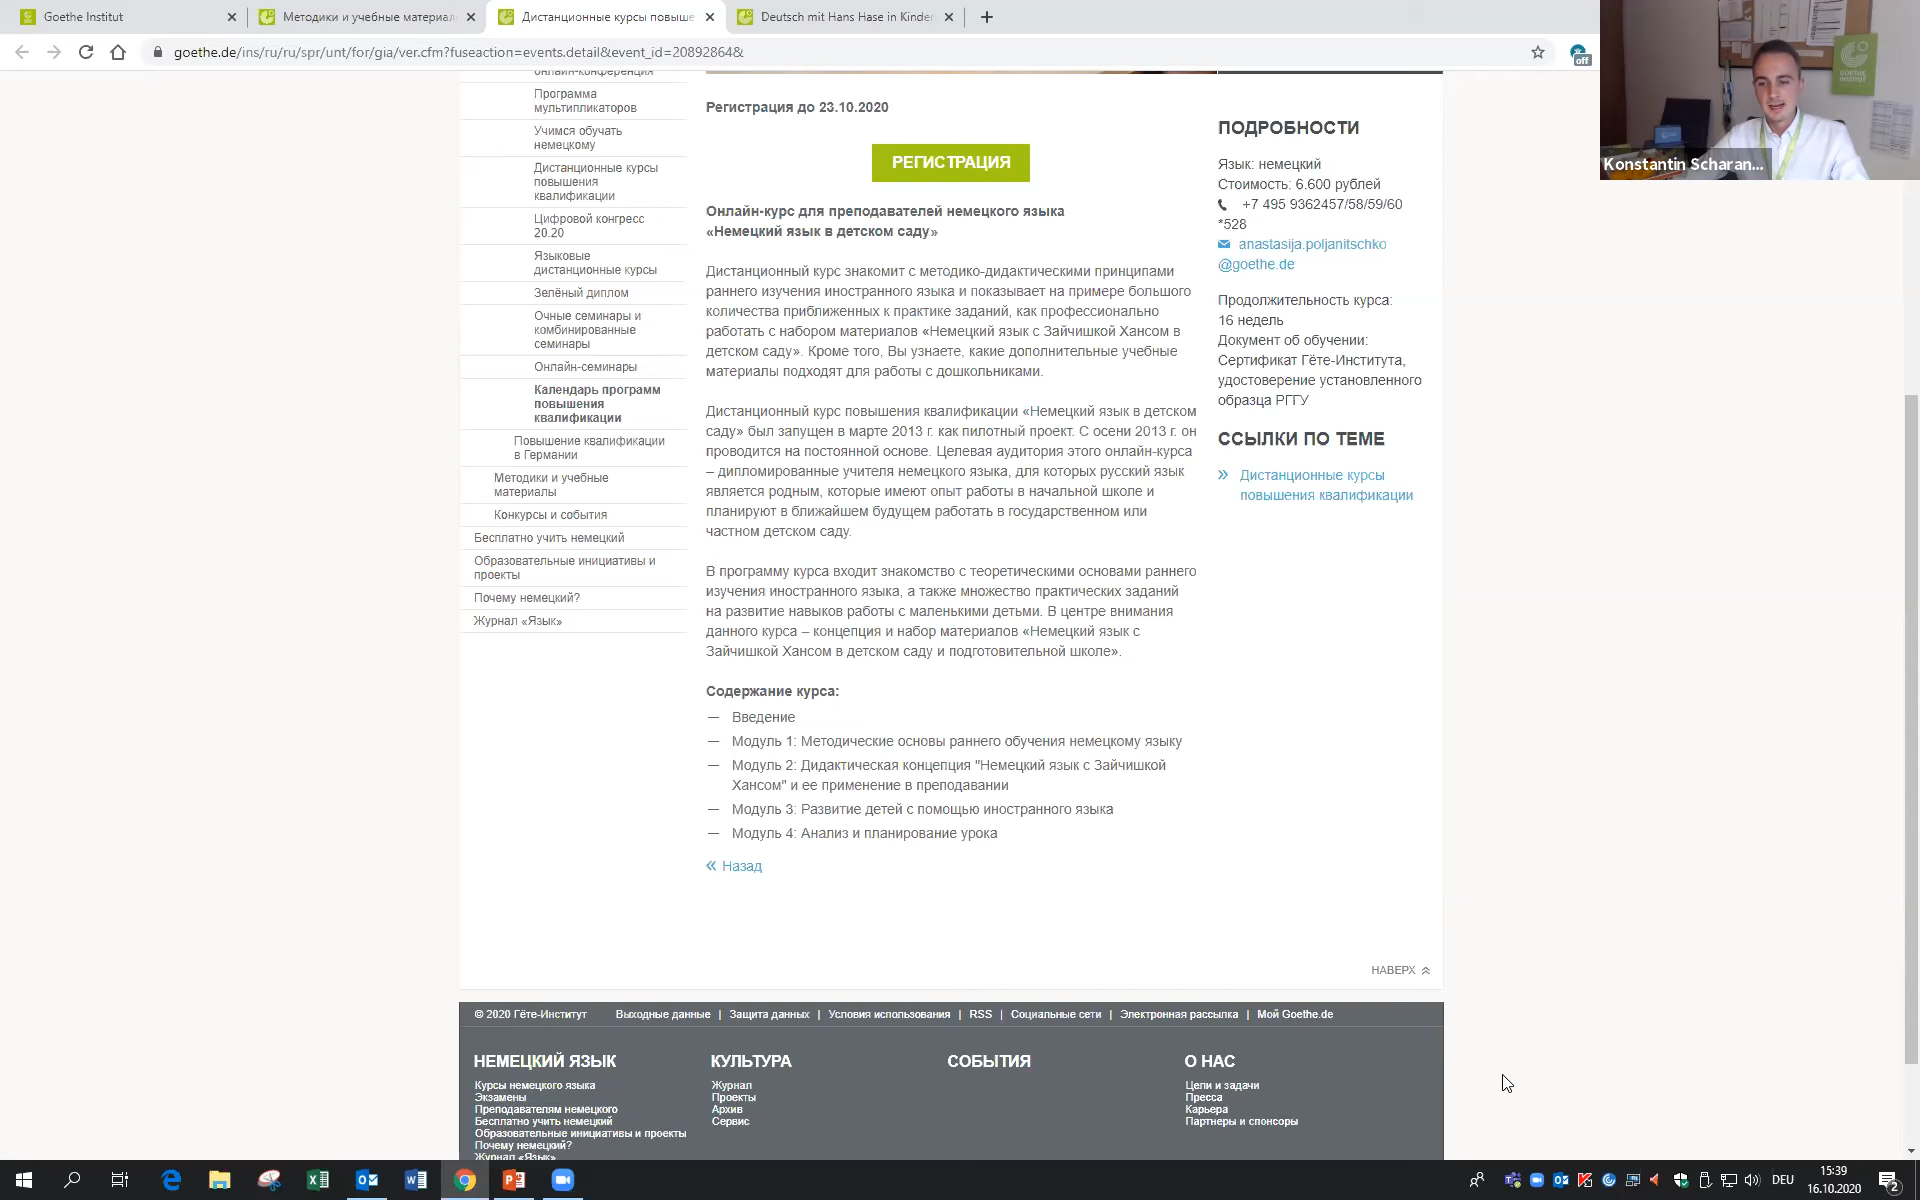 Goethe Institut
Методики и учебные материал
Дистанционные курсы повыше
Deutsch mit Hans Hase in Kinder
goethe.de/ins/ru/ru/spr/unt/for/gia/ver.cfm?fuseaction=events.detail&event_id=20892864&
off
GOETHE INSTITUT
Konstantin Scharan...
онлайн-конференция
Программа
мультипликаторов
Учимся обучать
немецкому
Дистанционные курсы
повышения
квалификации
Цифровой конгресс
20.20
Языковые
дистанционные курсы
Зелёный диплом
Очные семинары и
комбинированные
семинары
Онлайн-семинары
Календарь программ
повышения
квалификации
Повышение квалификации
в Германии
Методики и учебные
материалы
Конкурсы и события
Бесплатно учить немецкий
Образовательные инициативы и
проекты
Почему немецкий?
Журнал «Язык»
Регистрация до 23.10.2020
РЕГИСТРАЦИЯ
Онлайн-курс для преподавателей немецкого языка
«Немецкий язык в детском саду»
Дистанционный курс знакомит с методико-дидактическими принципами
раннего изучения иностранного языка и показывает на примере большого
количества приближенных к практике заданий, как профессионально
работать с набором материалов «Немецкий язык с Зайчишкой Хансом в
детском саду». Кроме того, Вы узнаете, какие дополнительные учебные
материалы подходят для работы с дошкольниками.
Дистанционный курс повышения квалификации «Немецкий язык в детском
саду» был запущен в марте 2013 г. как пилотный проект. С осени 2013 г. он
проводится на постоянной основе. Целевая аудитория этого онлайн-курса
– дипломированные учителя немецкого языка, для которых русский язык
является родным, которые имеют опыт работы в начальной школе и
планируют в ближайшем будущем работать в государственном или
частном детском саду.
В программу курса входит знакомство с теоретическими основами раннего
изучения иностранного языка, а также множество практических заданий
на развитие навыков работы с маленькими детьми. В центре внимания
данного курса – концепция и набор материалов «Немецкий язык с
Зайчишкой Хансом в детском саду и подготовительной школе».
Содержание курса:
— Введение
— Модуль 1: Методические основы раннего обучения немецкому языку
— Модуль 2: Дидактическая концепция "Немецкий язык с Зайчишкой
Хансом" и ее применение в преподавании
— Модуль 3: Развитие детей с помощью иностранного языка
— Модуль 4: Анализ и планирование урока
« Назад
ПОДРОБНОСТИ
Язык: немецкий
Стоимость: 6.600 рублей
+7 495 9362457/58/59/60
*528
anastasija.poljanitschko
@goethe.de
Продолжительность курса:
16 недель
Документ об обучении:
Сертификат Гёте-Института,
удостоверение установленного
образца РГГУ
ССЫЛКИ ПО ТЕМЕ
» Дистанционные курсы
повышения квалификации
НАВЕРХ
© 2020 Гёте-Институт Выходные данные | Защита данных | Условия использования | RSS | Социальные сети | Электронная рассылка | Мой Goethe.de
НЕМЕЦКИЙ ЯЗЫК
Курсы немецкого языка
Экзамены
Преподавателям немецкого
Бесплатно учить немецкий
Образовательные инициативы и проекты
Почему немецкий?
Журнал «Язык»
КУЛЬТУРА
Журнал
Проекты
Архив
Сервис
СОБЫТИЯ
О НАС
Цели и задачи
Пресса
Карьера
Партнеры и спонсоры
DEU
15:39
16.10.2020
2